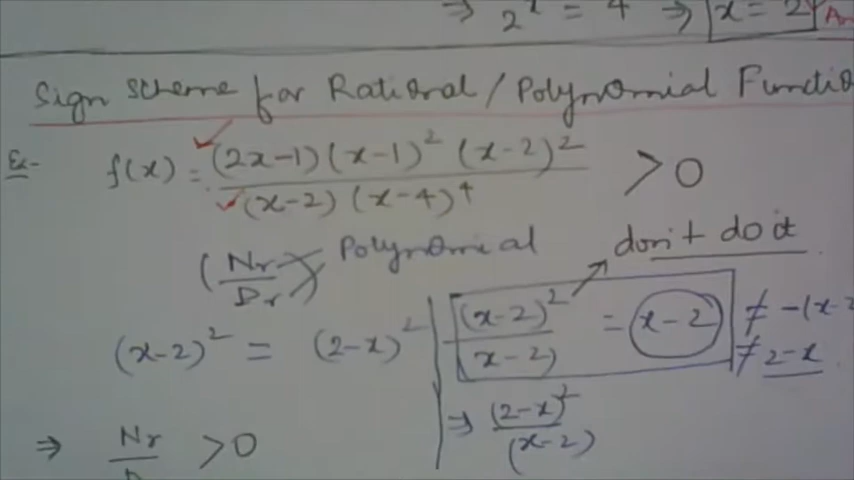 ⇒ 2^x = 4 ⇒ x = 2
Sign Scheme for Rational / Polynomial Functio
Ex- f(x) = (2x-1)(x-1)^2 (x-2)^2 / (x-2)(x-4)^4 > 0
(Nr / Dr) Polynomial
don't do it
(x-2)^2 = (2-x)^2 | (x-2)^2 / (x-2) = x-2 ≠ -(x-2
≠ 2-x
⇒ (2-x)^2 / (x-2)
⇒ Nr / D > 0